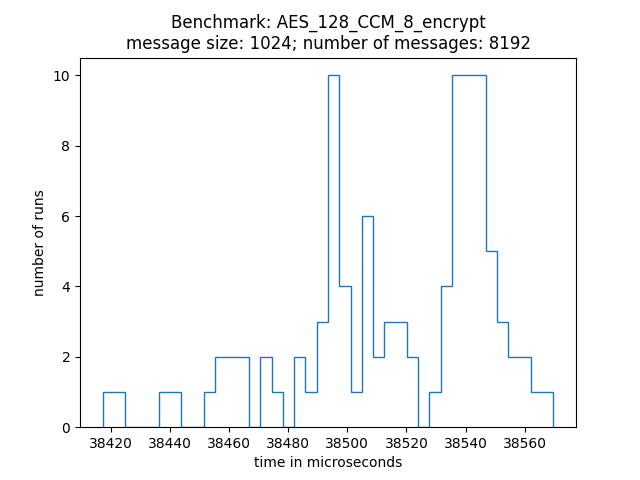 Benchmark: AES_128_CCM_8_encrypt
message size: 1024; number of messages: 8192
number of runs
10
8
6
4
2
0
38420 38440 38460 38480 38500 38520 38540 38560
time in microseconds